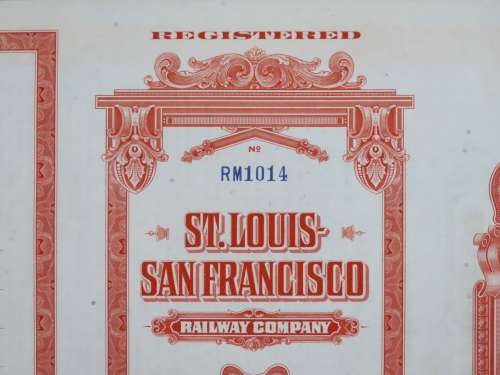 REGISTERED
No
RM1014
ST. LOUIS-
SAN FRANCISCO
RAILWAY COMPANY